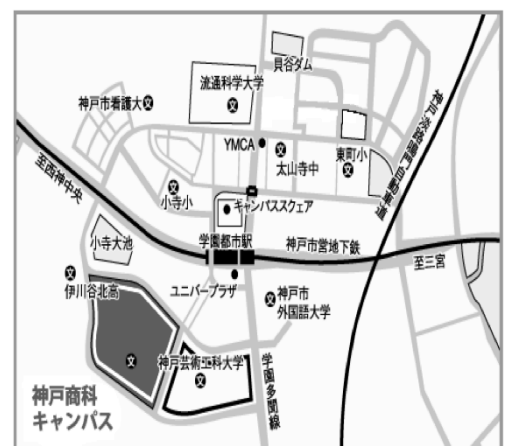 貝谷ダム
流通科学大学
神戸市看護大
神戸淡路鳴門自動車道
YMCA
太山寺中
東町小
至西神中央
小寺小
キャンパススクェア
学園都市駅
神戸市営地下鉄
小寺大池
至三宮
伊川谷北高
ユニバープラザ
神戸市
外国語大学
神戸芸術工科大学
学園多聞線
神戸商科
キャンパス